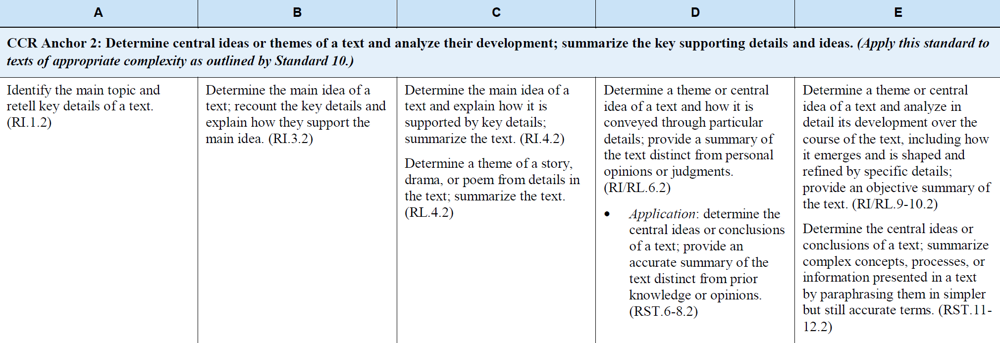 A B C D E
CCR Anchor 2: Determine central ideas or themes of a text and analyze their development; summarize the key supporting details and ideas. (Apply this standard to
texts of appropriate complexity as outlined by Standard 10.)
Identify the main topic and
retell key details of a text.
(RI.1.2)
Determine the main idea of a
text; recount the key details and
explain how they support the
main idea. (RI.3.2)
Determine the main idea of a
text and explain how it is
supported by key details;
summarize the text. (RI.4.2)
Determine a theme of a story,
drama, or poem from details in
the text; summarize the text.
(RL.4.2)
Determine a theme or central
idea of a text and how it is
conveyed through particular
details; provide a summary of
the text distinct from personal
opinions or judgments.
(RI/RL.6.2)
• Application: determine the
central ideas or conclusions
of a text; provide an
accurate summary of the
text distinct from prior
knowledge or opinions.
(RST.6-8.2)
Determine a theme or central
idea of a text and analyze in
detail its development over the
course of the text, including how
it emerges and is shaped and
refined by specific details;
provide an objective summary of
the text. (RI/RL.9-10.2)
Determine the central ideas or
conclusions of a text; summarize
complex concepts, processes, or
information presented in a text
by paraphrasing them in simpler
but still accurate terms. (RST.11-
12.2)